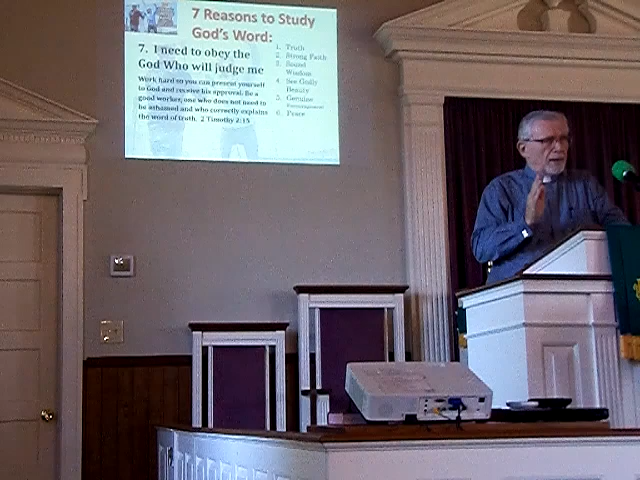 7 Reasons to Study
God's Word:
7. I need to obey the
God Who will judge me
Work hard so you can present yourself
to God and receive his approval. Be a
good worker, one who does not need to
be ashamed and who correctly explains
the word of truth. 2 Timothy 2:15
1. Truth
2. Strong Faith
3. Sound
Wisdom
4. See Godly
Beauty
5. Genuine
Encouragement
6. Peace